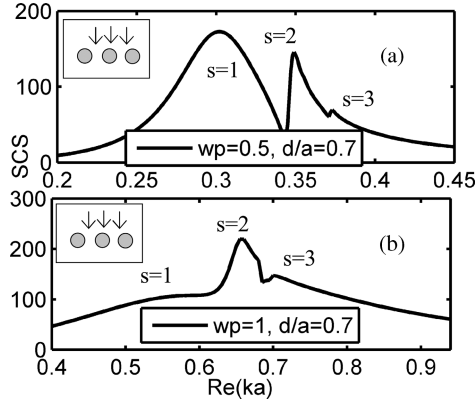 200
100
0
SCS
s=1
s=2
s=3
(a)
wp=0.5, d/a=0.7
0.2 0.25 0.3 0.35 0.4 0.45
300
200
100
0
s=1
s=2
s=3
(b)
wp=1, d/a=0.7
0.4 0.5 0.6 0.7 0.8 0.9
Re(ka)